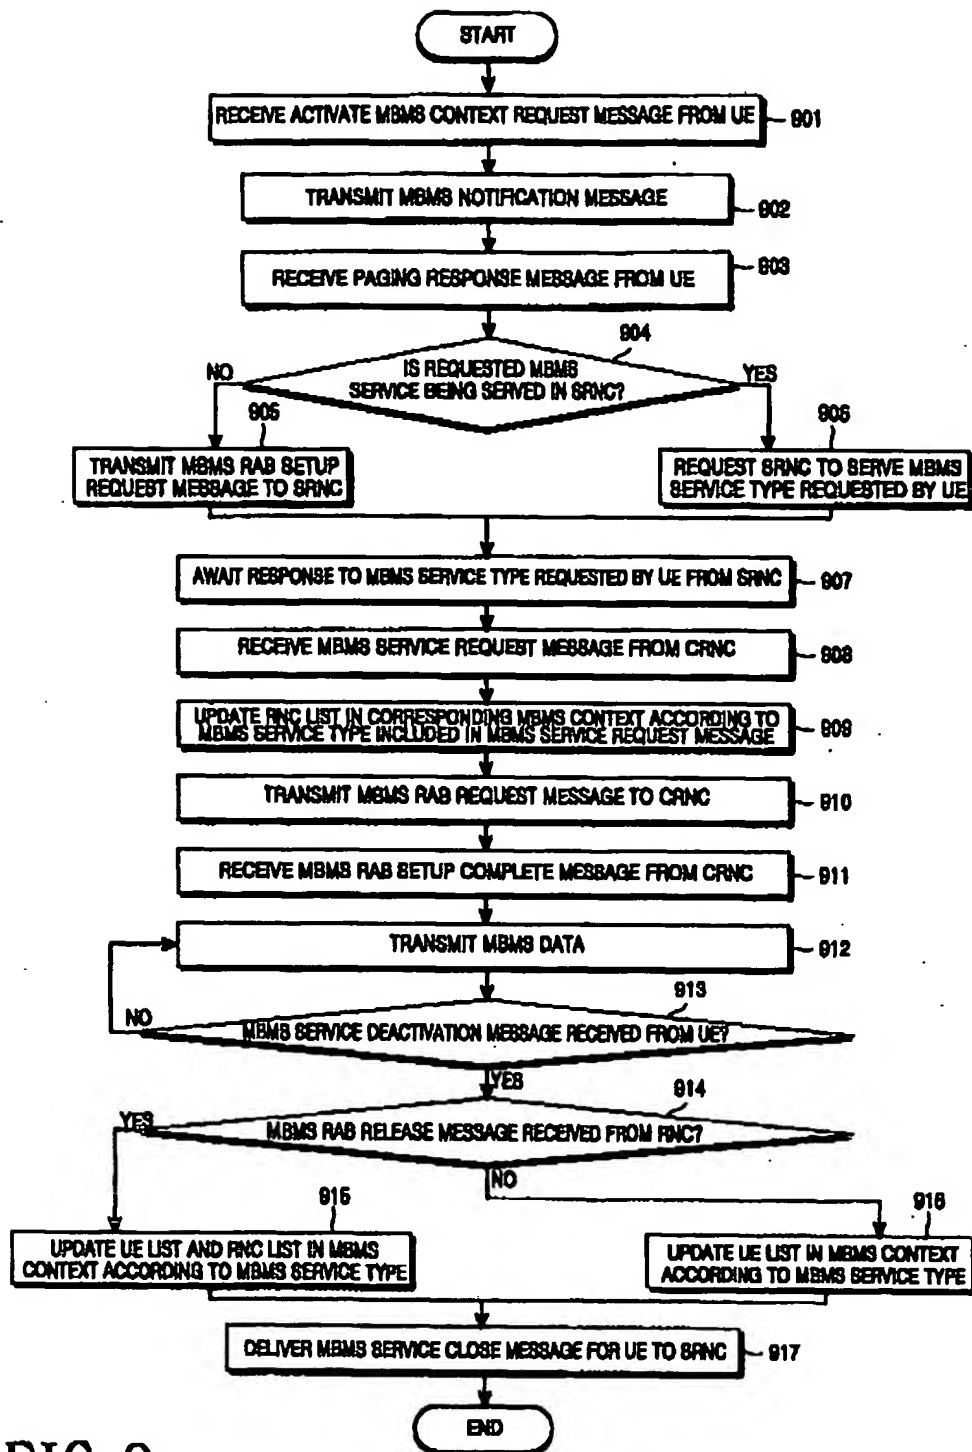 START
RECEIVE ACTIVATE MBMS CONTEXT REQUEST MESSAGE FROM UE
901
TRANSMIT MBMS NOTIFICATION MESSAGE
902
RECEIVE PAGING RESPONSE MESSAGE FROM UE
903
904
IS REQUESTED MBMS
SERVICE BEING SERVED IN SRNC?
NO
YES
905
906
TRANSMIT MBMS RAB SETUP
REQUEST MESSAGE TO SRNC
REQUEST SRNC TO SERVE MBMS
SERVICE TYPE REQUESTED BY UE
AWAIT RESPONSE TO MBMS SERVICE TYPE REQUESTED BY UE FROM SRNC
907
RECEIVE MBMS SERVICE REQUEST MESSAGE FROM CRNC
908
UPDATE RNC LIST IN CORRESPONDING MBMS CONTEXT ACCORDING TO
MBMS SERVICE TYPE INCLUDED IN MBMS SERVICE REQUEST MESSAGE
909
TRANSMIT MBMS RAB REQUEST MESSAGE TO CRNC
910
RECEIVE MBMS RAB SETUP COMPLETE MESSAGE FROM CRNC
911
TRANSMIT MBMS DATA
912
913
NO
MBMS SERVICE DEACTIVATION MESSAGE RECEIVED FROM UE?
YES
914
YES
MBMS RAB RELEASE MESSAGE RECEIVED FROM RNC?
NO
915
916
UPDATE UE LIST AND RNC LIST IN MBMS
CONTEXT ACCORDING TO MBMS SERVICE TYPE
UPDATE UE LIST IN MBMS CONTEXT
ACCORDING TO MBMS SERVICE TYPE
DELIVER MBMS SERVICE CLOSE MESSAGE FOR UE TO SRNC
917
END
FIG. 9